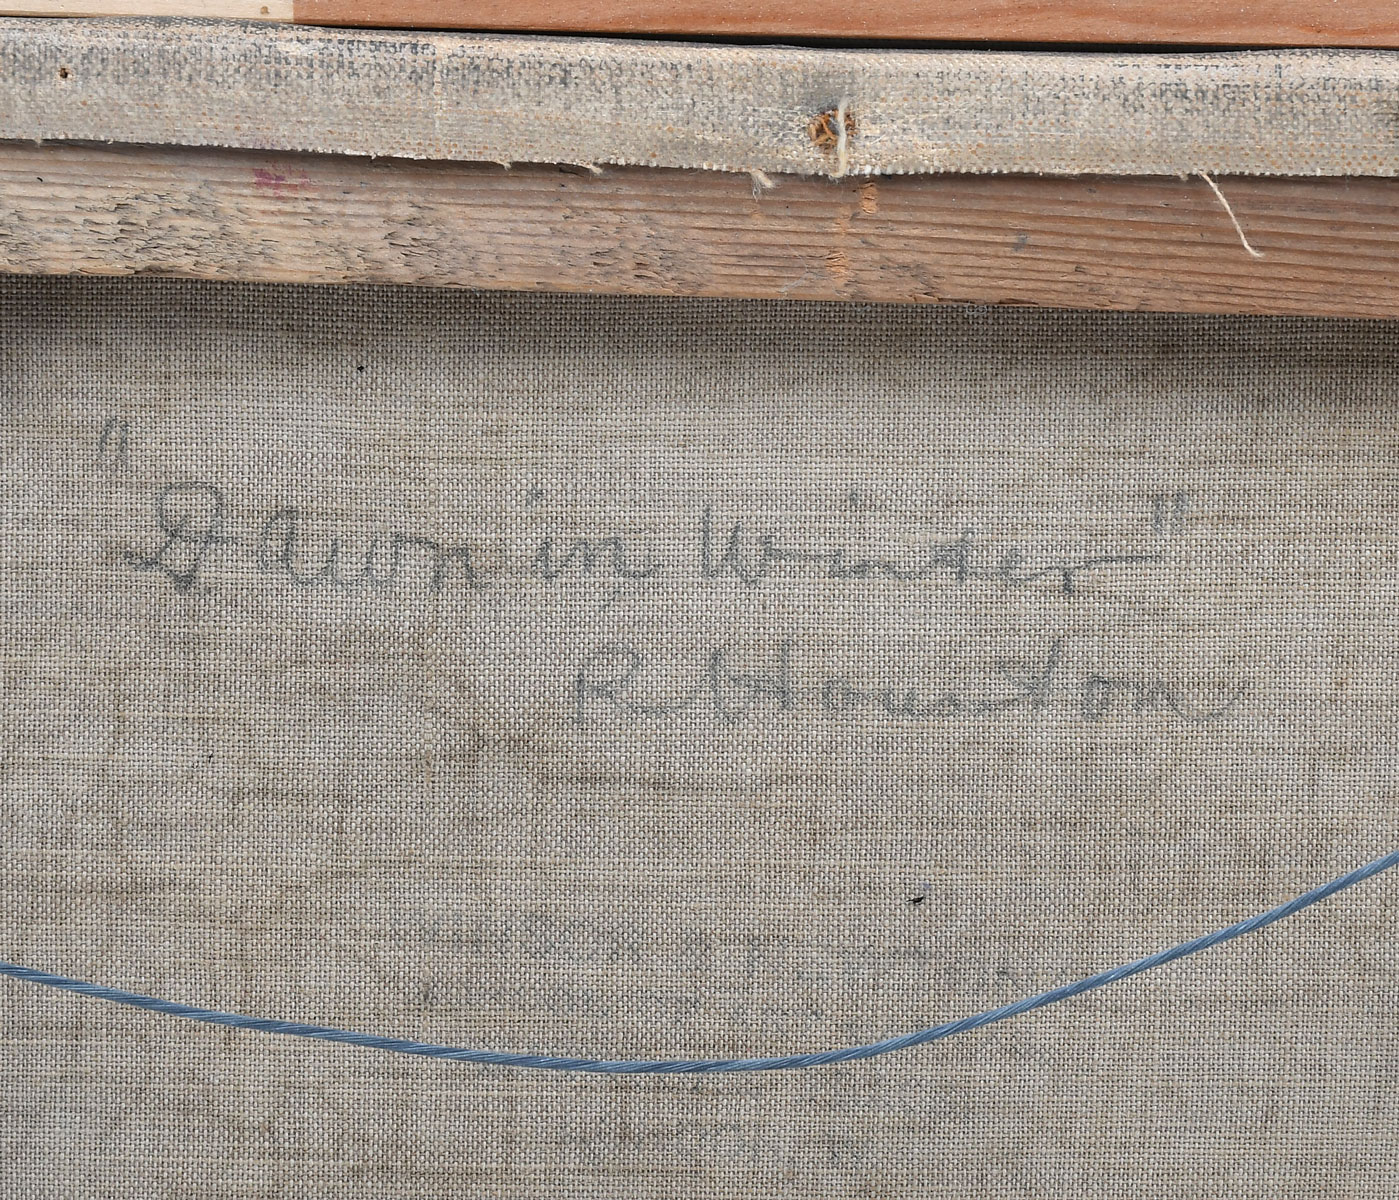 "Dawn in Winter"
R Houston